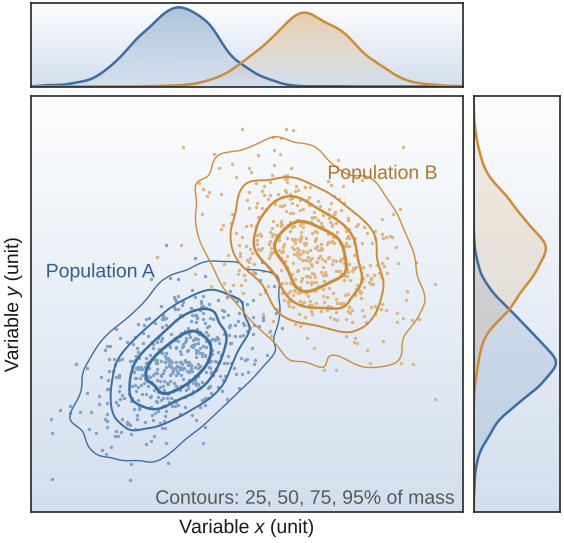 Population B
Population A
Variable y (unit)
Contours: 25, 50, 75, 95% of mass
Variable x (unit)